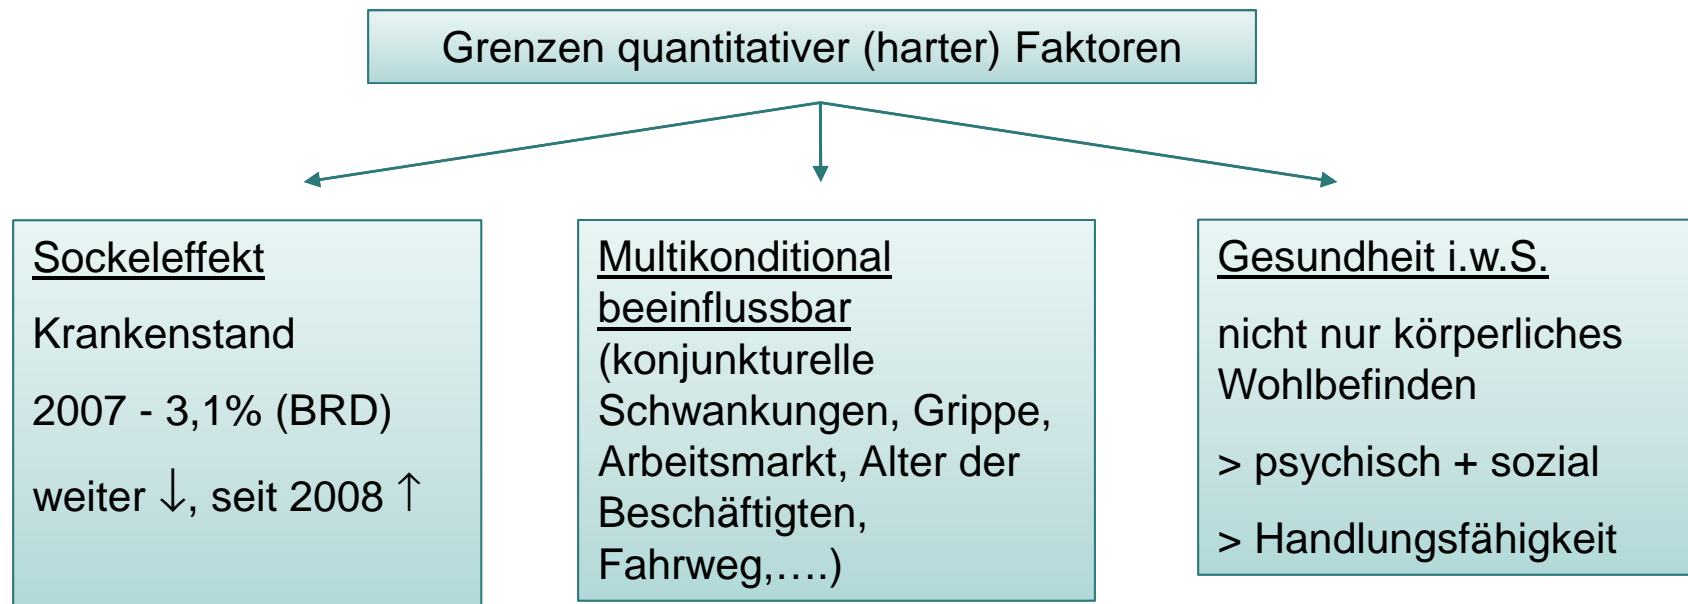 Grenzen quantitativer (harter) Faktoren
Sockeleffekt
Krankenstand
2007 - 3,1% (BRD)
weiter ↓, seit 2008 ↑
Multikonditional
beeinflussbar
(konjunkturelle
Schwankungen, Grippe,
Arbeitsmarkt, Alter der
Beschäftigten,
Fahrweg,….)
Gesundheit i.w.S.
nicht nur körperliches
Wohlbefinden
> psychisch + sozial
> Handlungsfähigkeit